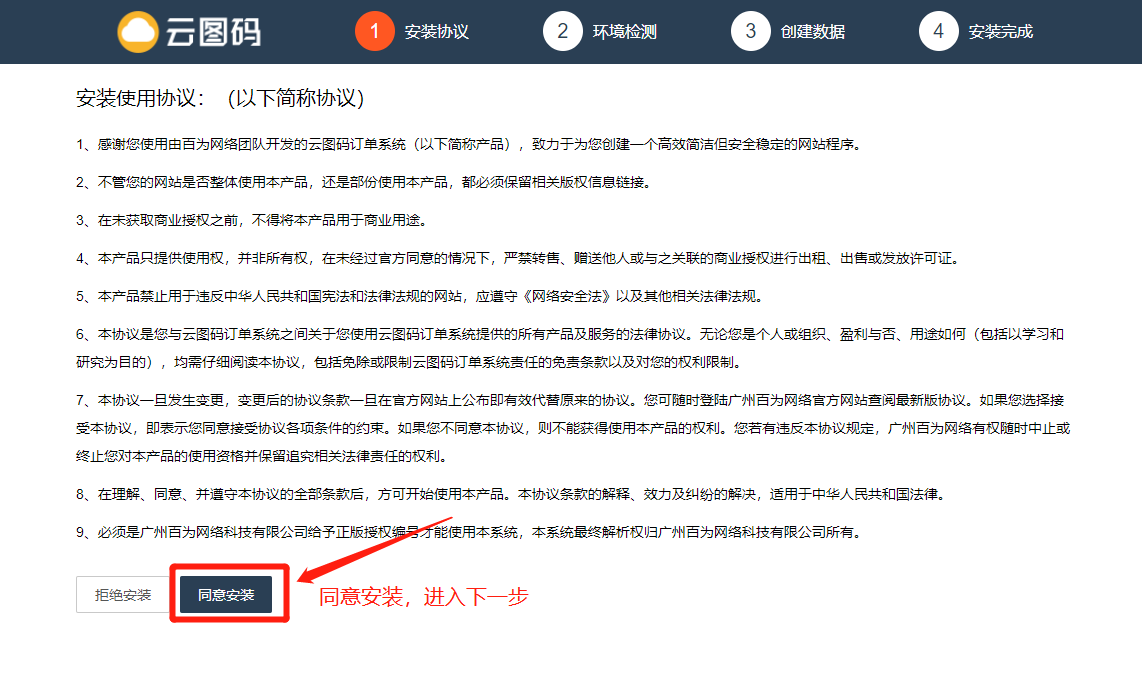 云图码
1 安装协议
2 环境检测
3 创建数据
4 安装完成
安装使用协议：（以下简称协议）
1、感谢您使用由百为网络团队开发的云图码订单系统（以下简称产品），致力于为您创建一个高效简洁但安全稳定的网站程序。
2、不管您的网站是否整体使用本产品，还是部份使用本产品，都必须保留相关版权信息链接。
3、在未获取商业授权之前，不得将本产品用于商业用途。
4、本产品只提供使用权，并非所有权，在未经过官方同意的情况下，严禁转售、赠送他人或与之关联的商业授权进行出租、出售或发放许可证。
5、本产品禁止用于违反中华人民共和国宪法和法律法规的网站，应遵守《网络安全法》以及其他相关法律法规。
6、本协议是您与云图码订单系统之间关于您使用云图码订单系统提供的所有产品及服务的法律协议。无论您是个人或组织、盈利与否、用途如何（包括以学习和
研究为目的），均需仔细阅读本协议，包括免除或限制云图码订单系统责任的免责条款以及对您的权利限制。
7、本协议一旦发生变更，变更后的协议条款一旦在官方网站上公布即有效代替原来的协议。您可随时登陆广州百为网络官方网站查阅最新版协议。如果您选择接
受本协议，即表示您同意接受协议各项条件的约束。如果您不同意本协议，则不能获得使用本产品的权利。您若有违反本协议规定，广州百为网络有权随时中止或
终止您对本产品的使用资格并保留追究相关法律责任的权利。
8、在理解、同意、并遵守本协议的全部条款后，方可开始使用本产品。本协议条款的解释、效力及纠纷的解决，适用于中华人民共和国法律。
9、必须是广州百为网络科技有限公司给予正版授权编号才能使用本系统，本系统最终解析权归广州百为网络科技有限公司所有。
拒绝安装
同意安装
同意安装，进入下一步